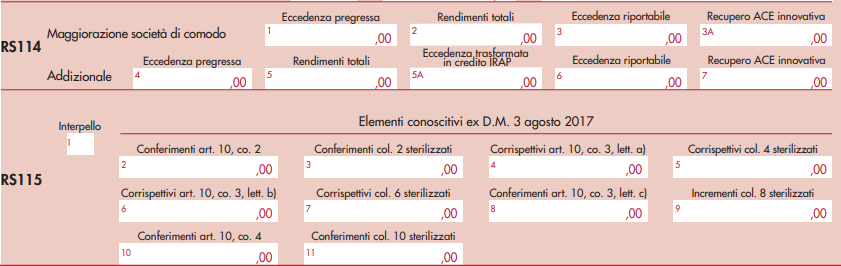 Eccedenza pregressa Rendimenti totali Eccedenza riportabile Recupero ACE innovativa
RS114 Maggiorazione società di comodo 1 ,00 2 ,00 3 ,00 3A ,00
Eccedenza pregressa Rendimenti totali Eccedenza trasformata in credito IRAP Eccedenza riportabile Recupero ACE innovativa
Addizionale 4 ,00 5 ,00 5A ,00 6 ,00 7 ,00
Interpello Elementi conoscitivi ex D.M. 3 agosto 2017
1
Conferimenti art. 10, co. 2 Conferimenti col. 2 sterilizzati Corrispettivi art. 10, co. 3, lett. a) Corrispettivi col. 4 sterilizzati
RS115 2 ,00 3 ,00 4 ,00 5 ,00
Corrispettivi art. 10, co. 3, lett. b) Corrispettivi col. 6 sterilizzati Conferimenti art. 10, co. 3, lett. c) Incrementi col. 8 sterilizzati
6 ,00 7 ,00 8 ,00 9 ,00
Conferimenti art. 10, co. 4 Conferimenti col. 10 sterilizzati
10 ,00 11 ,00